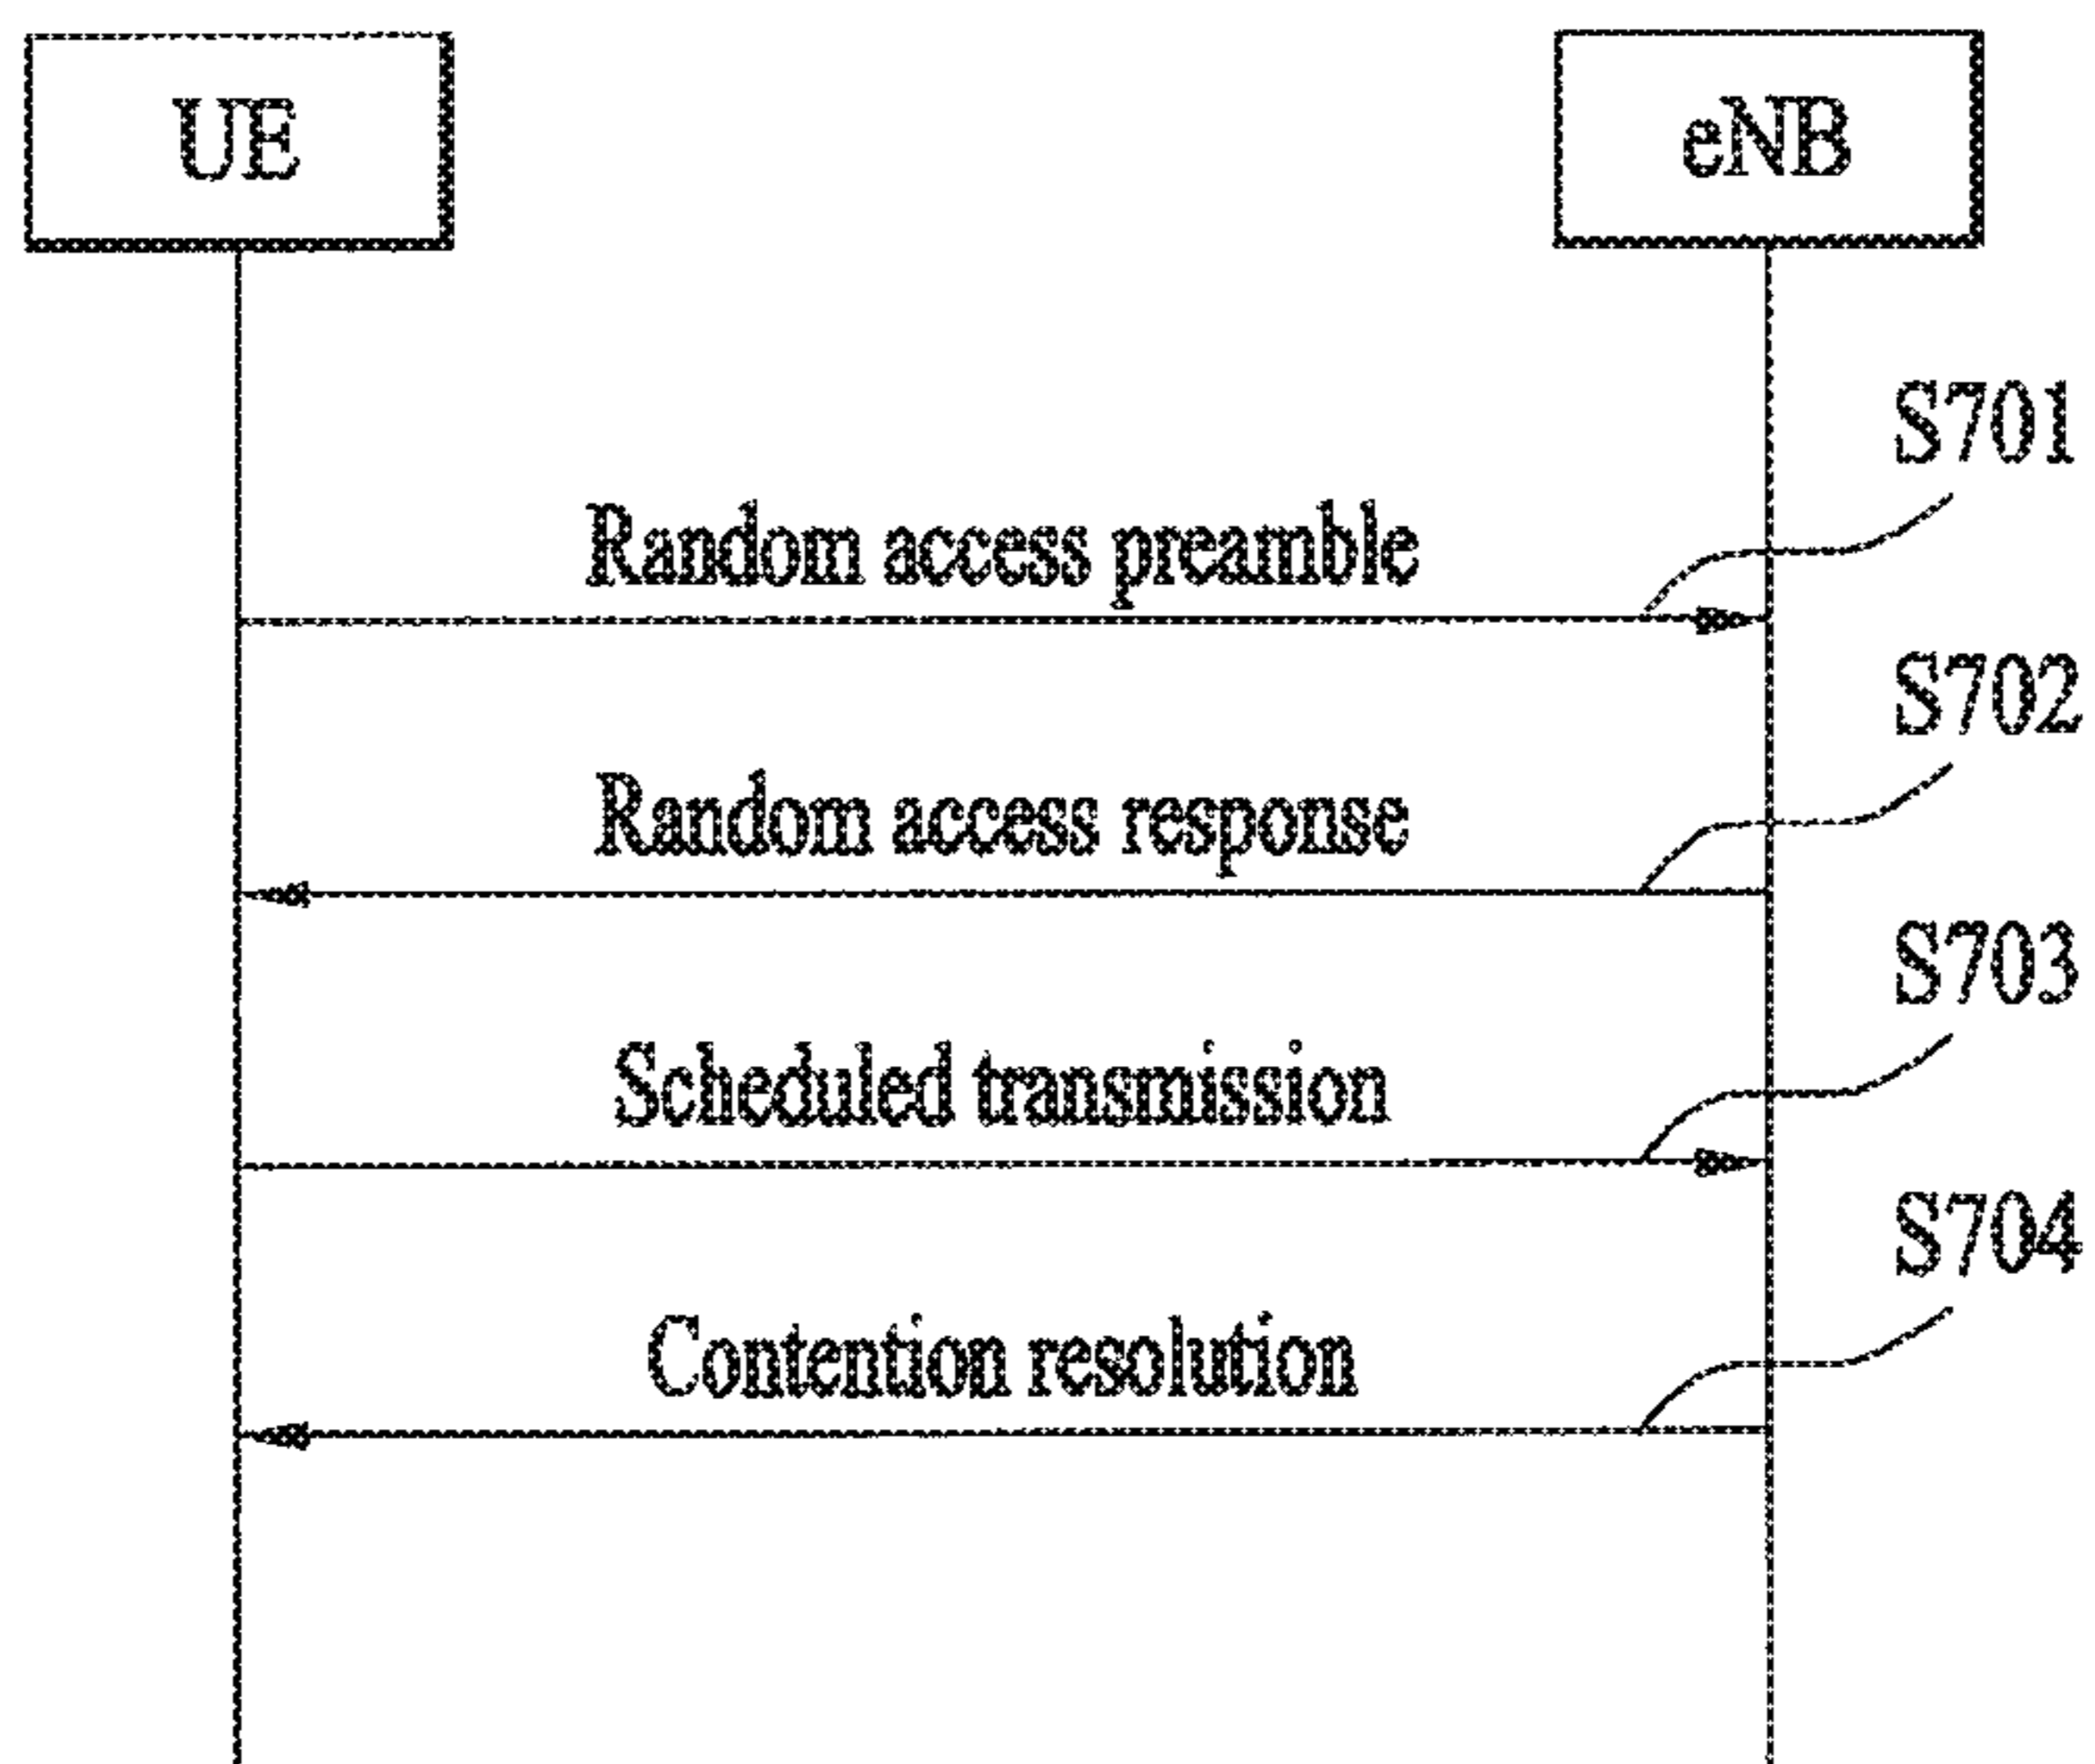 UE
eNB
S701
Random access preamble
S702
Random access response
S703
Scheduled transmission
S704
Contention resolution